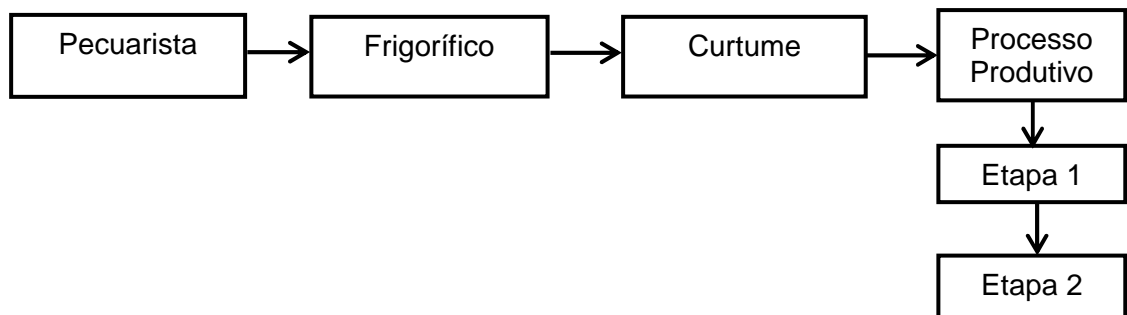 Pecuarista
Frigorífico
Curtume
Processo
Produtivo
Etapa 1
Etapa 2